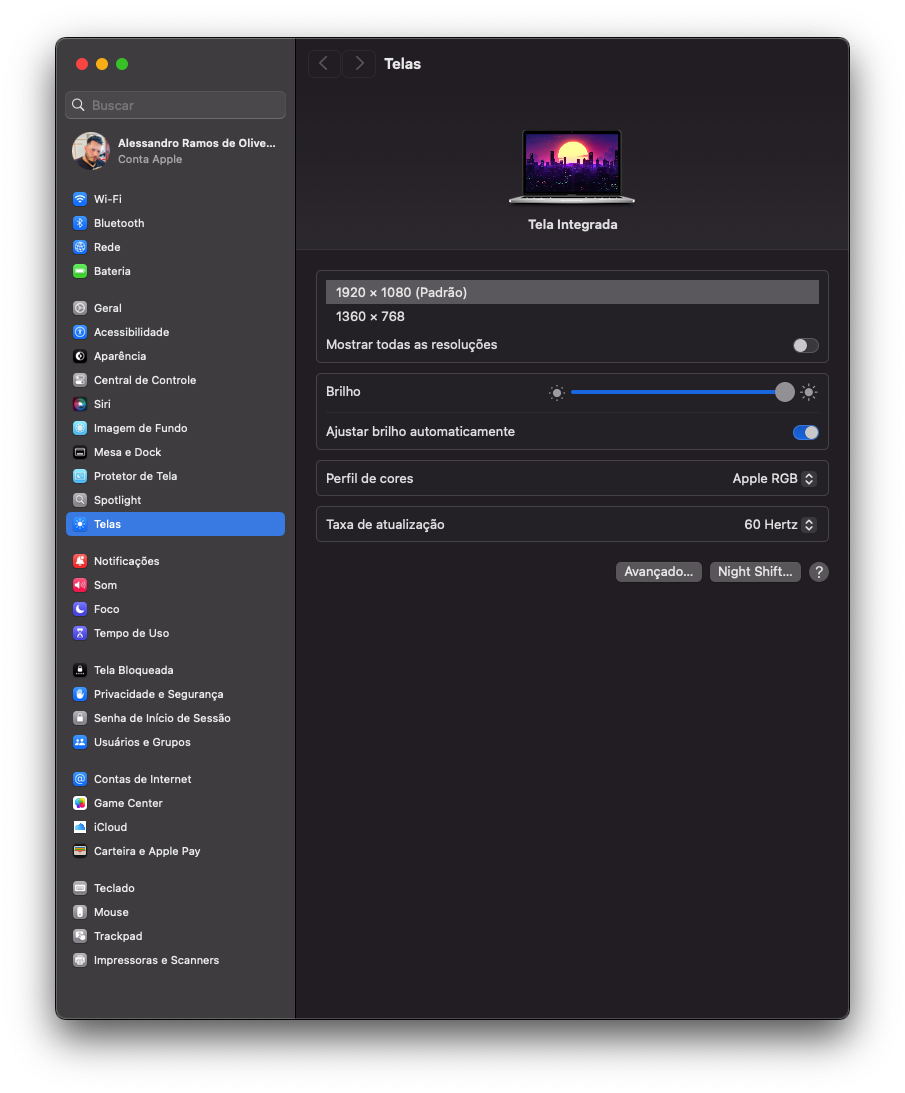 Telas
Buscar
Alessandro Ramos de Olive...
Conta Apple
Wi-Fi
Bluetooth
Rede
Bateria
Geral
Acessibilidade
Aparência
Central de Controle
Siri
Imagem de Fundo
Mesa e Dock
Protetor de Tela
Spotlight
Telas
Notificações
Som
Foco
Tempo de Uso
Tela Bloqueada
Privacidade e Segurança
Senha de Início de Sessão
Usuários e Grupos
Contas de Internet
Game Center
iCloud
Carteira e Apple Pay
Teclado
Mouse
Trackpad
Impressoras e Scanners
Tela Integrada
1920 × 1080 (Padrão)
1360 × 768
Mostrar todas as resoluções
Brilho
Ajustar brilho automaticamente
Perfil de cores Apple RGB
Taxa de atualização 60 Hertz
Avançado... Night Shift... ?